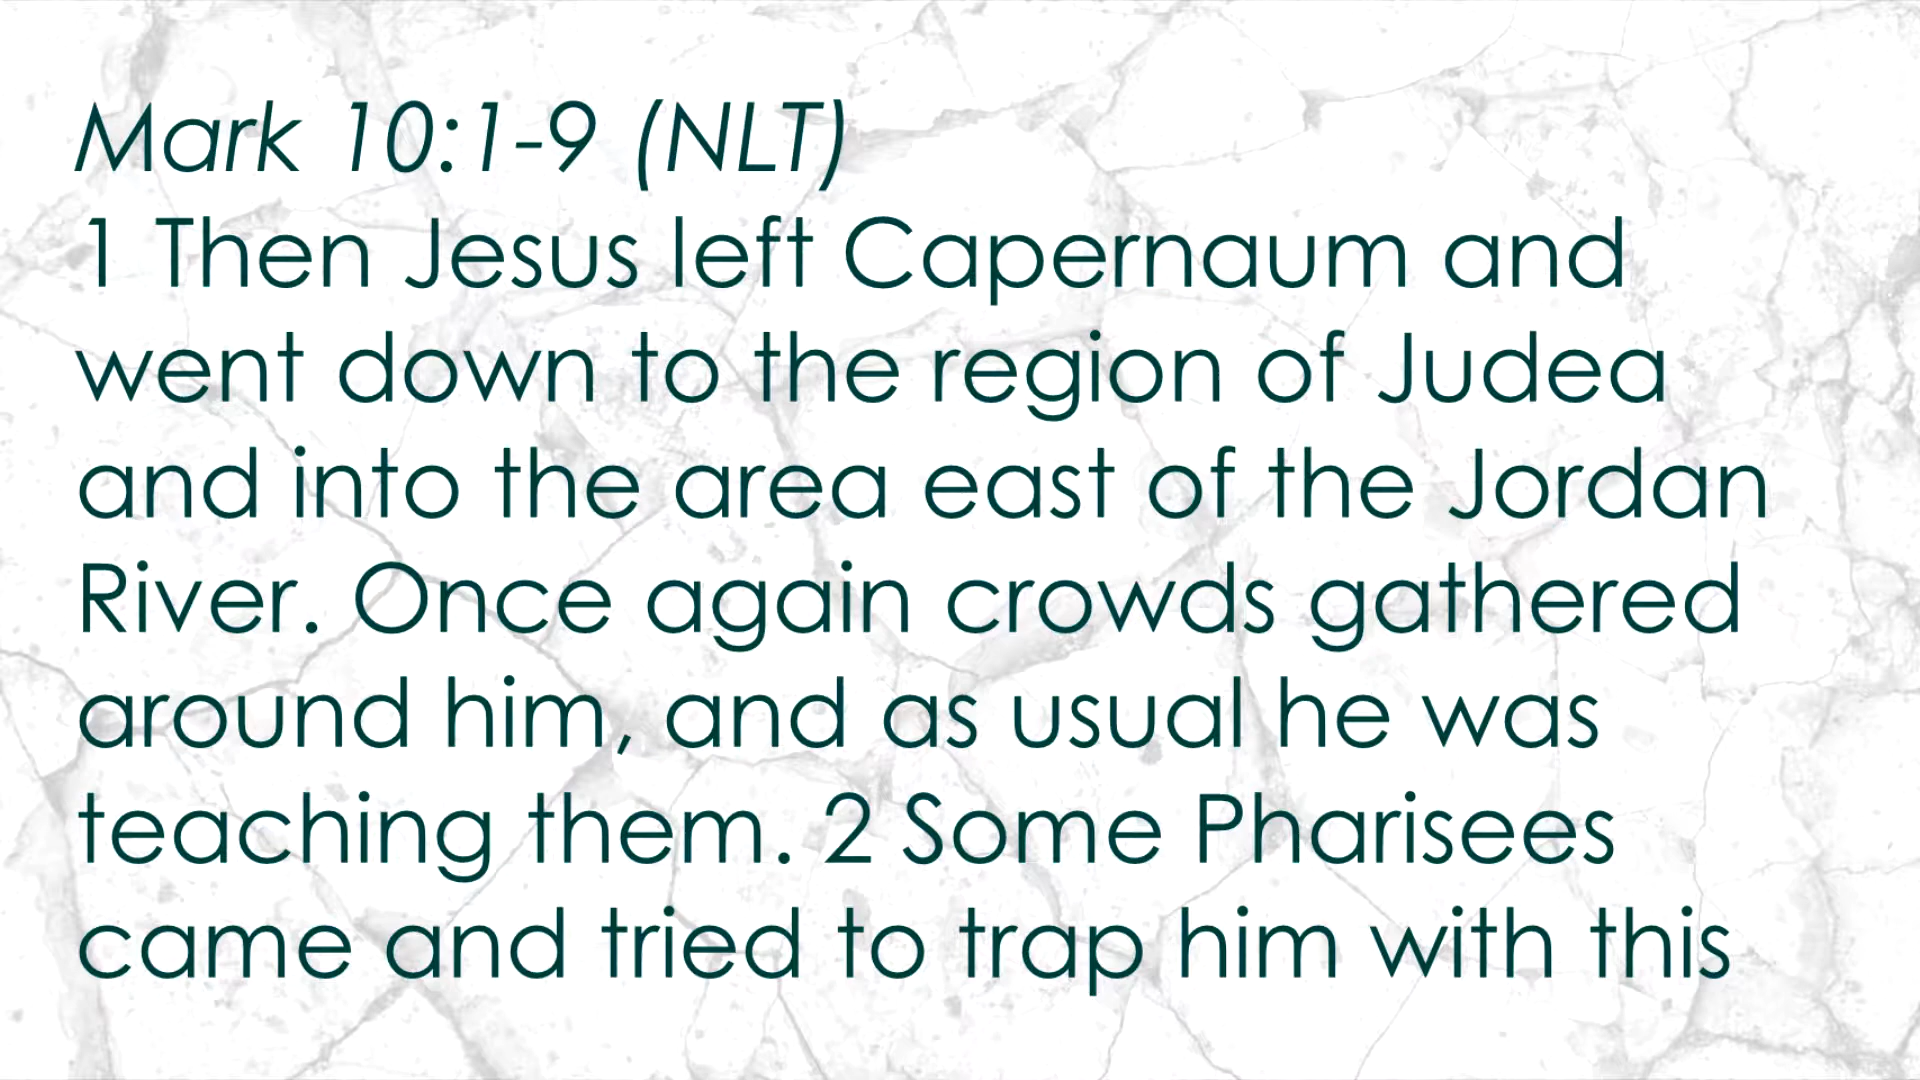 Mark 10:1-9 (NLT)
1 Then Jesus left Capernaum and
went down to the region of Judea
and into the area east of the Jordan
River. Once again crowds gathered
around him, and as usual he was
teaching them. 2 Some Pharisees
came and tried to trap him with this